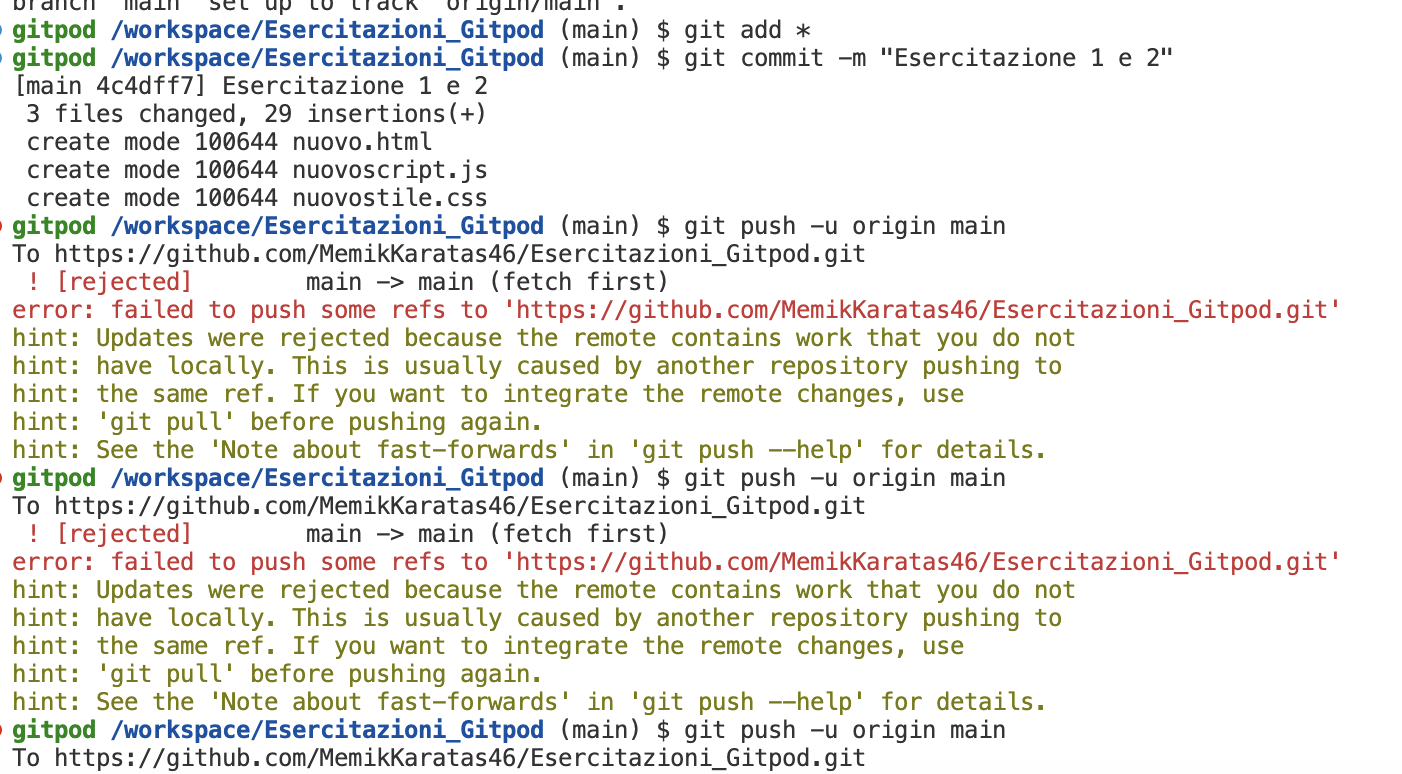 branch 'main' set up to track 'origin/main'.
gitpod /workspace/Esercitazioni_Gitpod (main) $ git add *
gitpod /workspace/Esercitazioni_Gitpod (main) $ git commit -m "Esercitazione 1 e 2"
[main 4c4dff7] Esercitazione 1 e 2
 3 files changed, 29 insertions(+)
 create mode 100644 nuovo.html
 create mode 100644 nuovoscript.js
 create mode 100644 nuovostile.css
gitpod /workspace/Esercitazioni_Gitpod (main) $ git push -u origin main
To https://github.com/MemikKaratas46/Esercitazioni_Gitpod.git
 ! [rejected]        main -> main (fetch first)
error: failed to push some refs to 'https://github.com/MemikKaratas46/Esercitazioni_Gitpod.git'
hint: Updates were rejected because the remote contains work that you do not
hint: have locally. This is usually caused by another repository pushing to
hint: the same ref. If you want to integrate the remote changes, use
hint: 'git pull' before pushing again.
hint: See the 'Note about fast-forwards' in 'git push --help' for details.
gitpod /workspace/Esercitazioni_Gitpod (main) $ git push -u origin main
To https://github.com/MemikKaratas46/Esercitazioni_Gitpod.git
 ! [rejected]        main -> main (fetch first)
error: failed to push some refs to 'https://github.com/MemikKaratas46/Esercitazioni_Gitpod.git'
hint: Updates were rejected because the remote contains work that you do not
hint: have locally. This is usually caused by another repository pushing to
hint: the same ref. If you want to integrate the remote changes, use
hint: 'git pull' before pushing again.
hint: See the 'Note about fast-forwards' in 'git push --help' for details.
gitpod /workspace/Esercitazioni_Gitpod (main) $ git push -u origin main
To https://github.com/MemikKaratas46/Esercitazioni_Gitpod.git